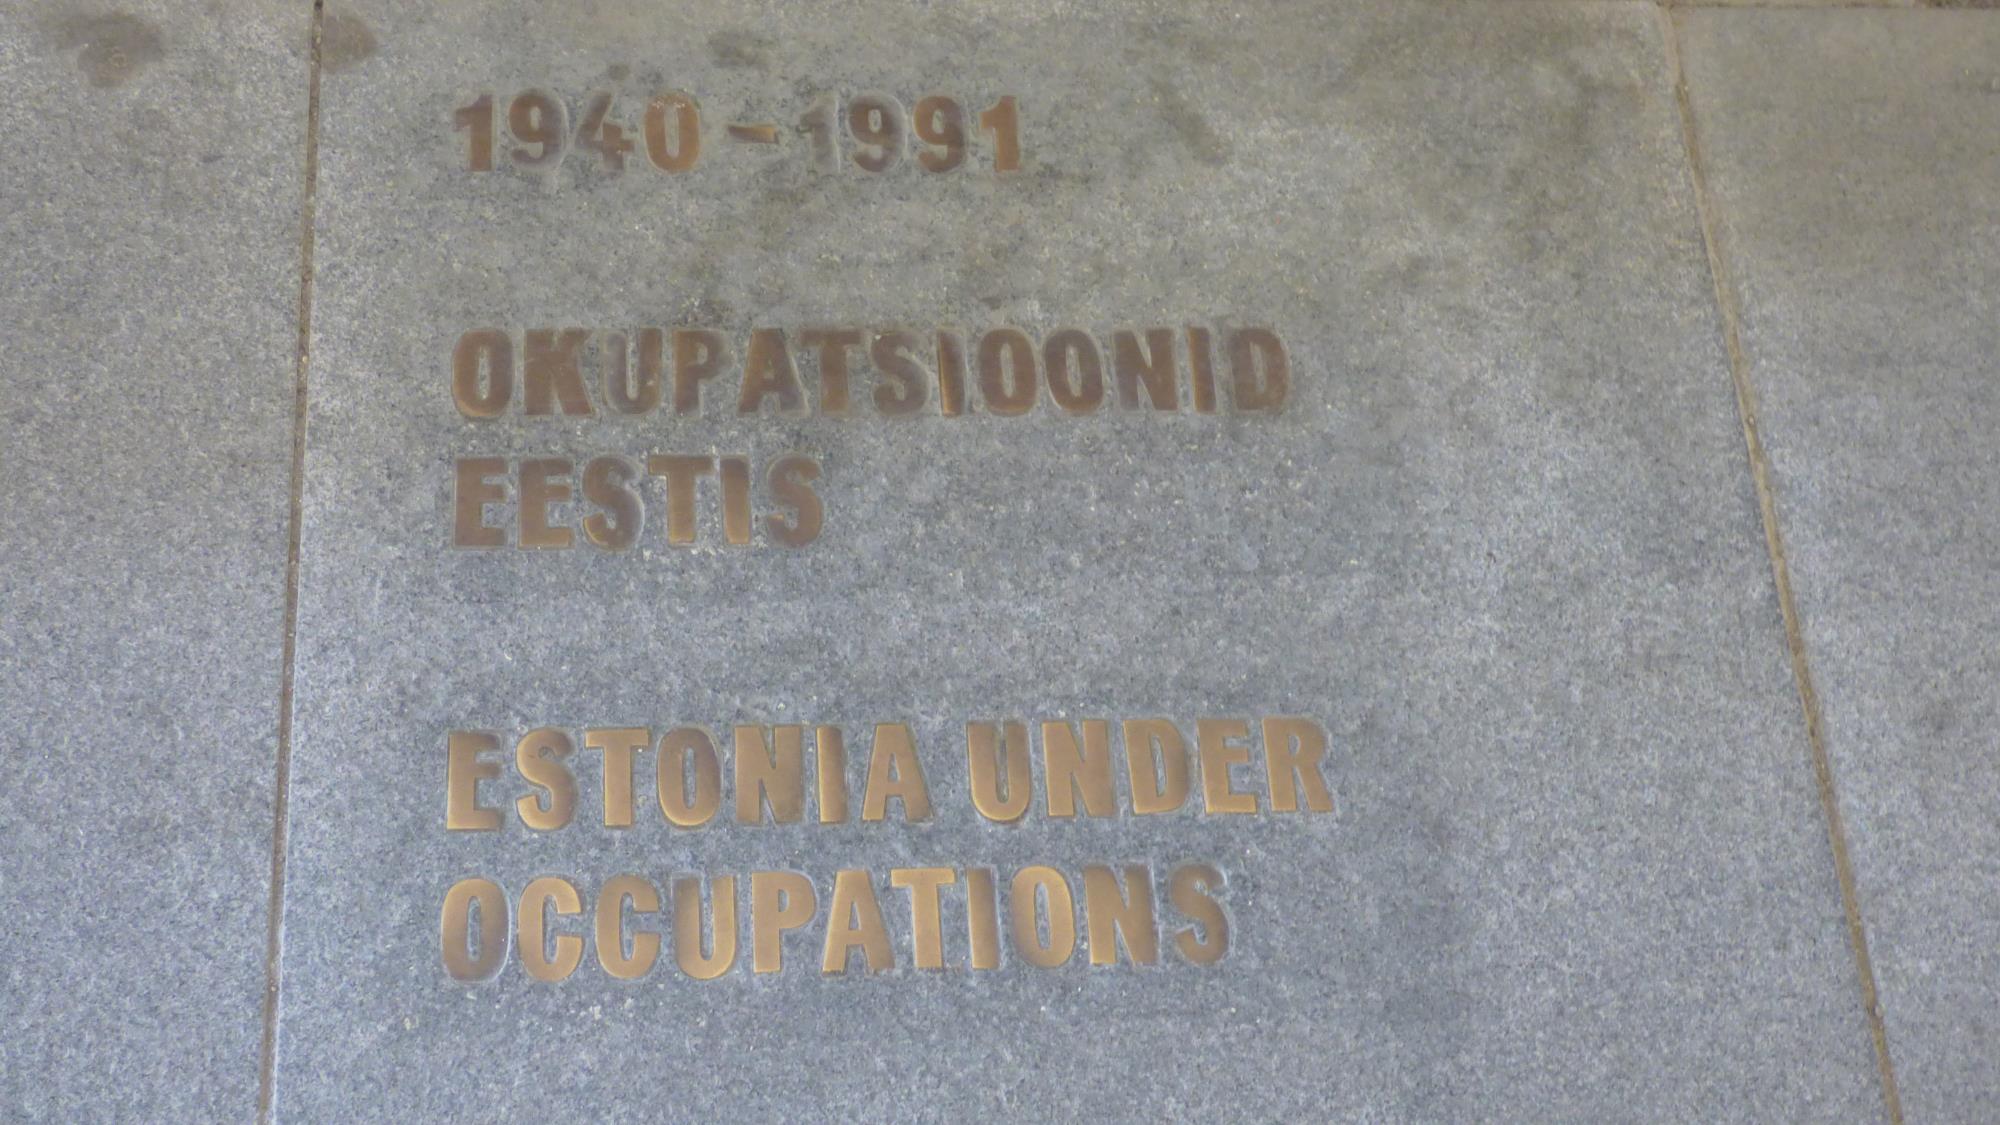 1940 – 1991
OKUPATSIOONID
EESTIS
ESTONIA UNDER
OCCUPATIONS